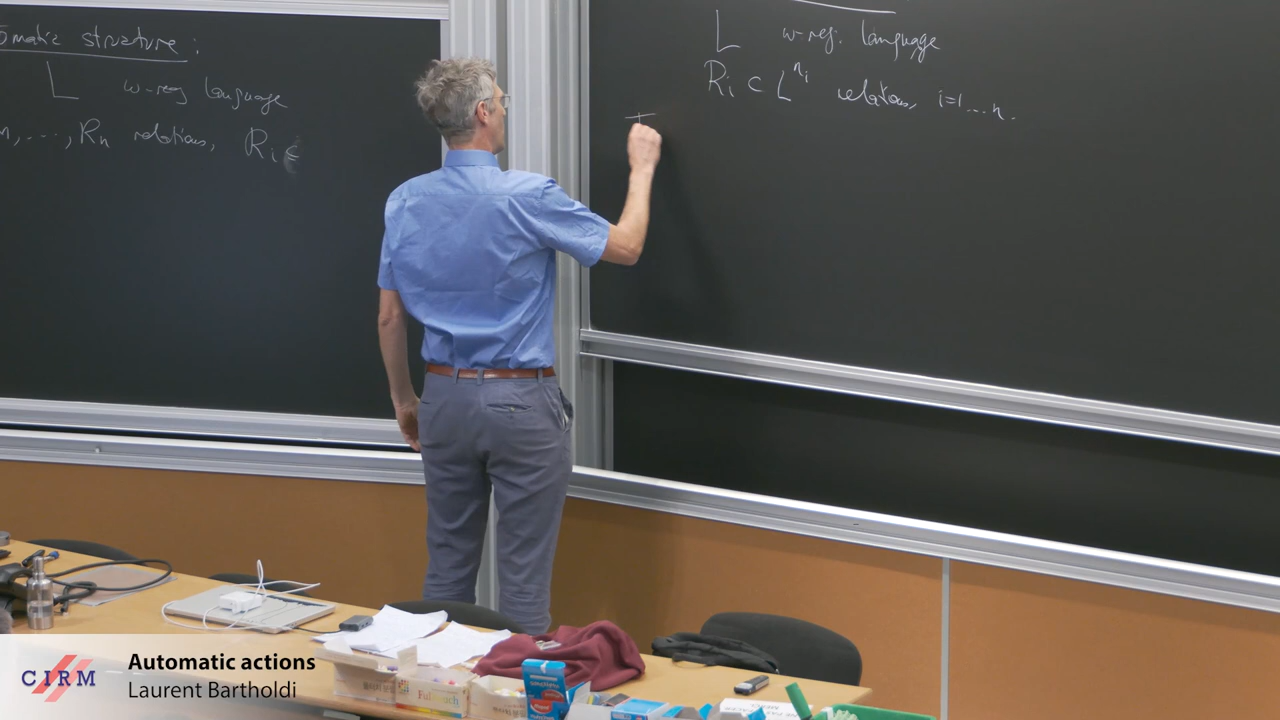 omatic structure:
L ω-reg language
, ..., Rn relations, Ri ∈
L ω-reg. language
Ri ⊂ L^ni relations, i=1...n.
CIRM
Automatic actions
Laurent Bartholdi